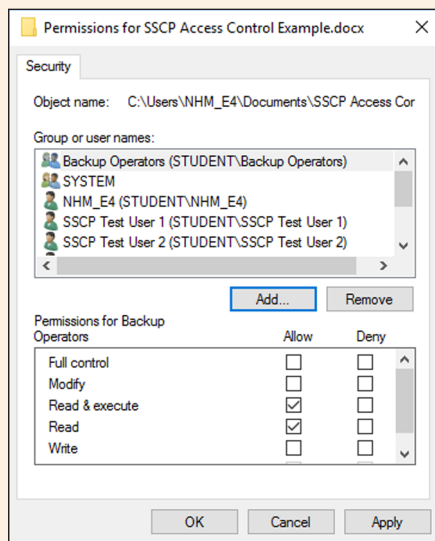 Permissions for SSCP Access Control Example.docx
Security
Object name: C:\Users\NHM_E4\Documents\SSCP Access Cor
Group or user names:
Backup Operators (STUDENT\Backup Operators)
SYSTEM
NHM_E4 (STUDENT\NHM_E4)
SSCP Test User 1 (STUDENT\SSCP Test User 1)
SSCP Test User 2 (STUDENT\SSCP Test User 2)
Add... Remove
Permissions for Backup
Operators Allow Deny
Full control
Modify
Read & execute
Read
Write
OK Cancel Apply